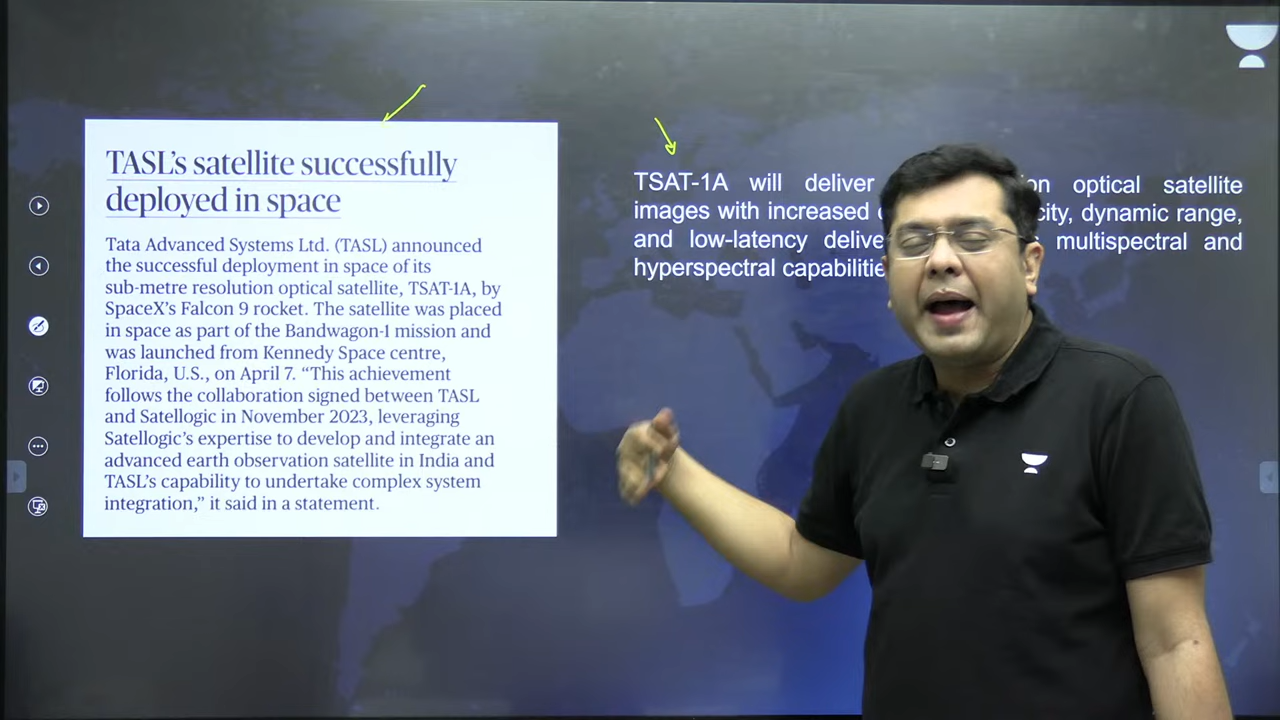 TASL's satellite successfully
deployed in space
Tata Advanced Systems Ltd. (TASL) announced
the successful deployment in space of its
sub-metre resolution optical satellite, TSAT-1A, by
SpaceX's Falcon 9 rocket. The satellite was placed
in space as part of the Bandwagon-1 mission and
was launched from Kennedy Space centre,
Florida, U.S., on April 7. “This achievement
follows the collaboration signed between TASL
and Satellogic in November 2023, leveraging
Satellogic's expertise to develop and integrate an
advanced earth observation satellite in India and
TASL's capability to undertake complex system
integration,” it said in a statement.
TSAT-1A will deliver optical satellite
images with increased dynamic range,
and low-latency multispectral and
hyperspectral